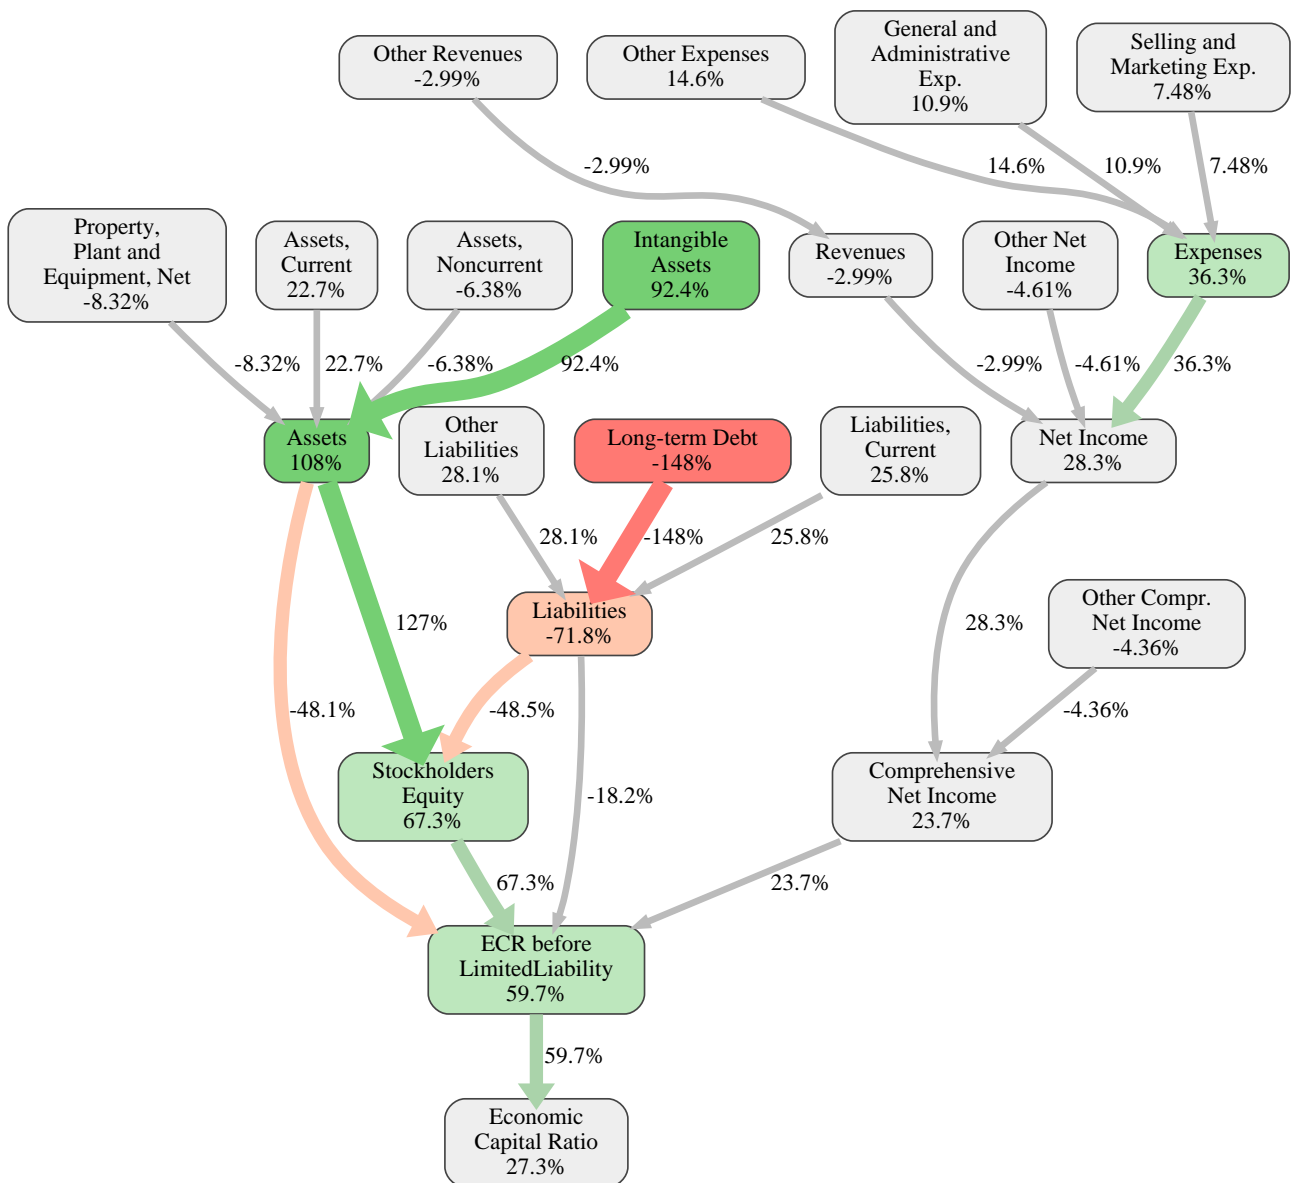 Other Revenues
-2.99%
Other Expenses
14.6%
General and
Administrative
Exp.
10.9%
Selling and
Marketing Exp.
7.48%
-2.99%
14.6%
10.9%
7.48%
Property,
Plant and
Equipment, Net
-8.32%
Assets,
Current
22.7%
Assets,
Noncurrent
-6.38%
Intangible
Assets
92.4%
Revenues
-2.99%
Other Net
Income
-4.61%
Expenses
36.3%
-8.32%
22.7%
-6.38%
92.4%
-2.99%
-4.61%
36.3%
Assets
108%
Other
Liabilities
28.1%
Long-term Debt
-148%
Liabilities,
Current
25.8%
Net Income
28.3%
28.1%
-148%
25.8%
Liabilities
-71.8%
127%
28.3%
Other Compr.
Net Income
-4.36%
-48.1%
-48.5%
-4.36%
Stockholders
Equity
67.3%
-18.2%
Comprehensive
Net Income
23.7%
67.3%
23.7%
ECR before
LimitedLiability
59.7%
59.7%
Economic
Capital Ratio
27.3%